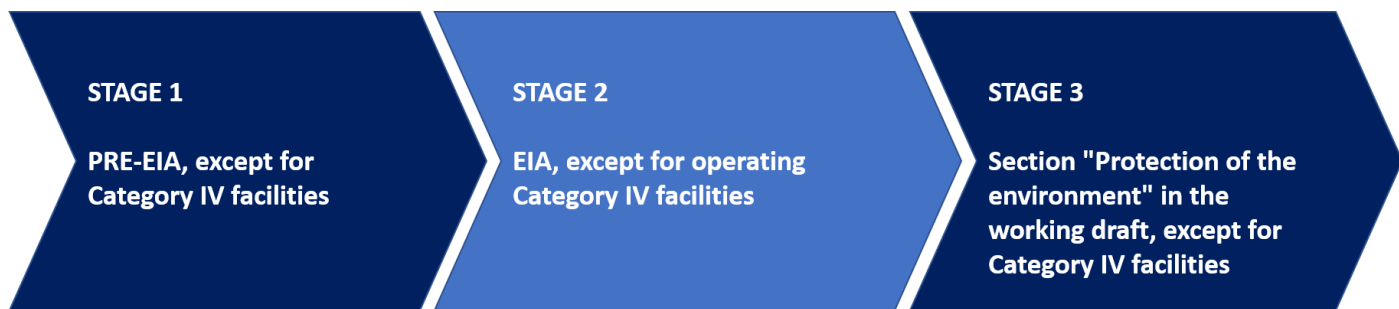 STAGE 1
PRE-EIA, except for
Category IV facilities
STAGE 2
EIA, except for operating
Category IV facilities
STAGE 3
Section "Protection of the
environment" in the
working draft, except for
Category IV facilities